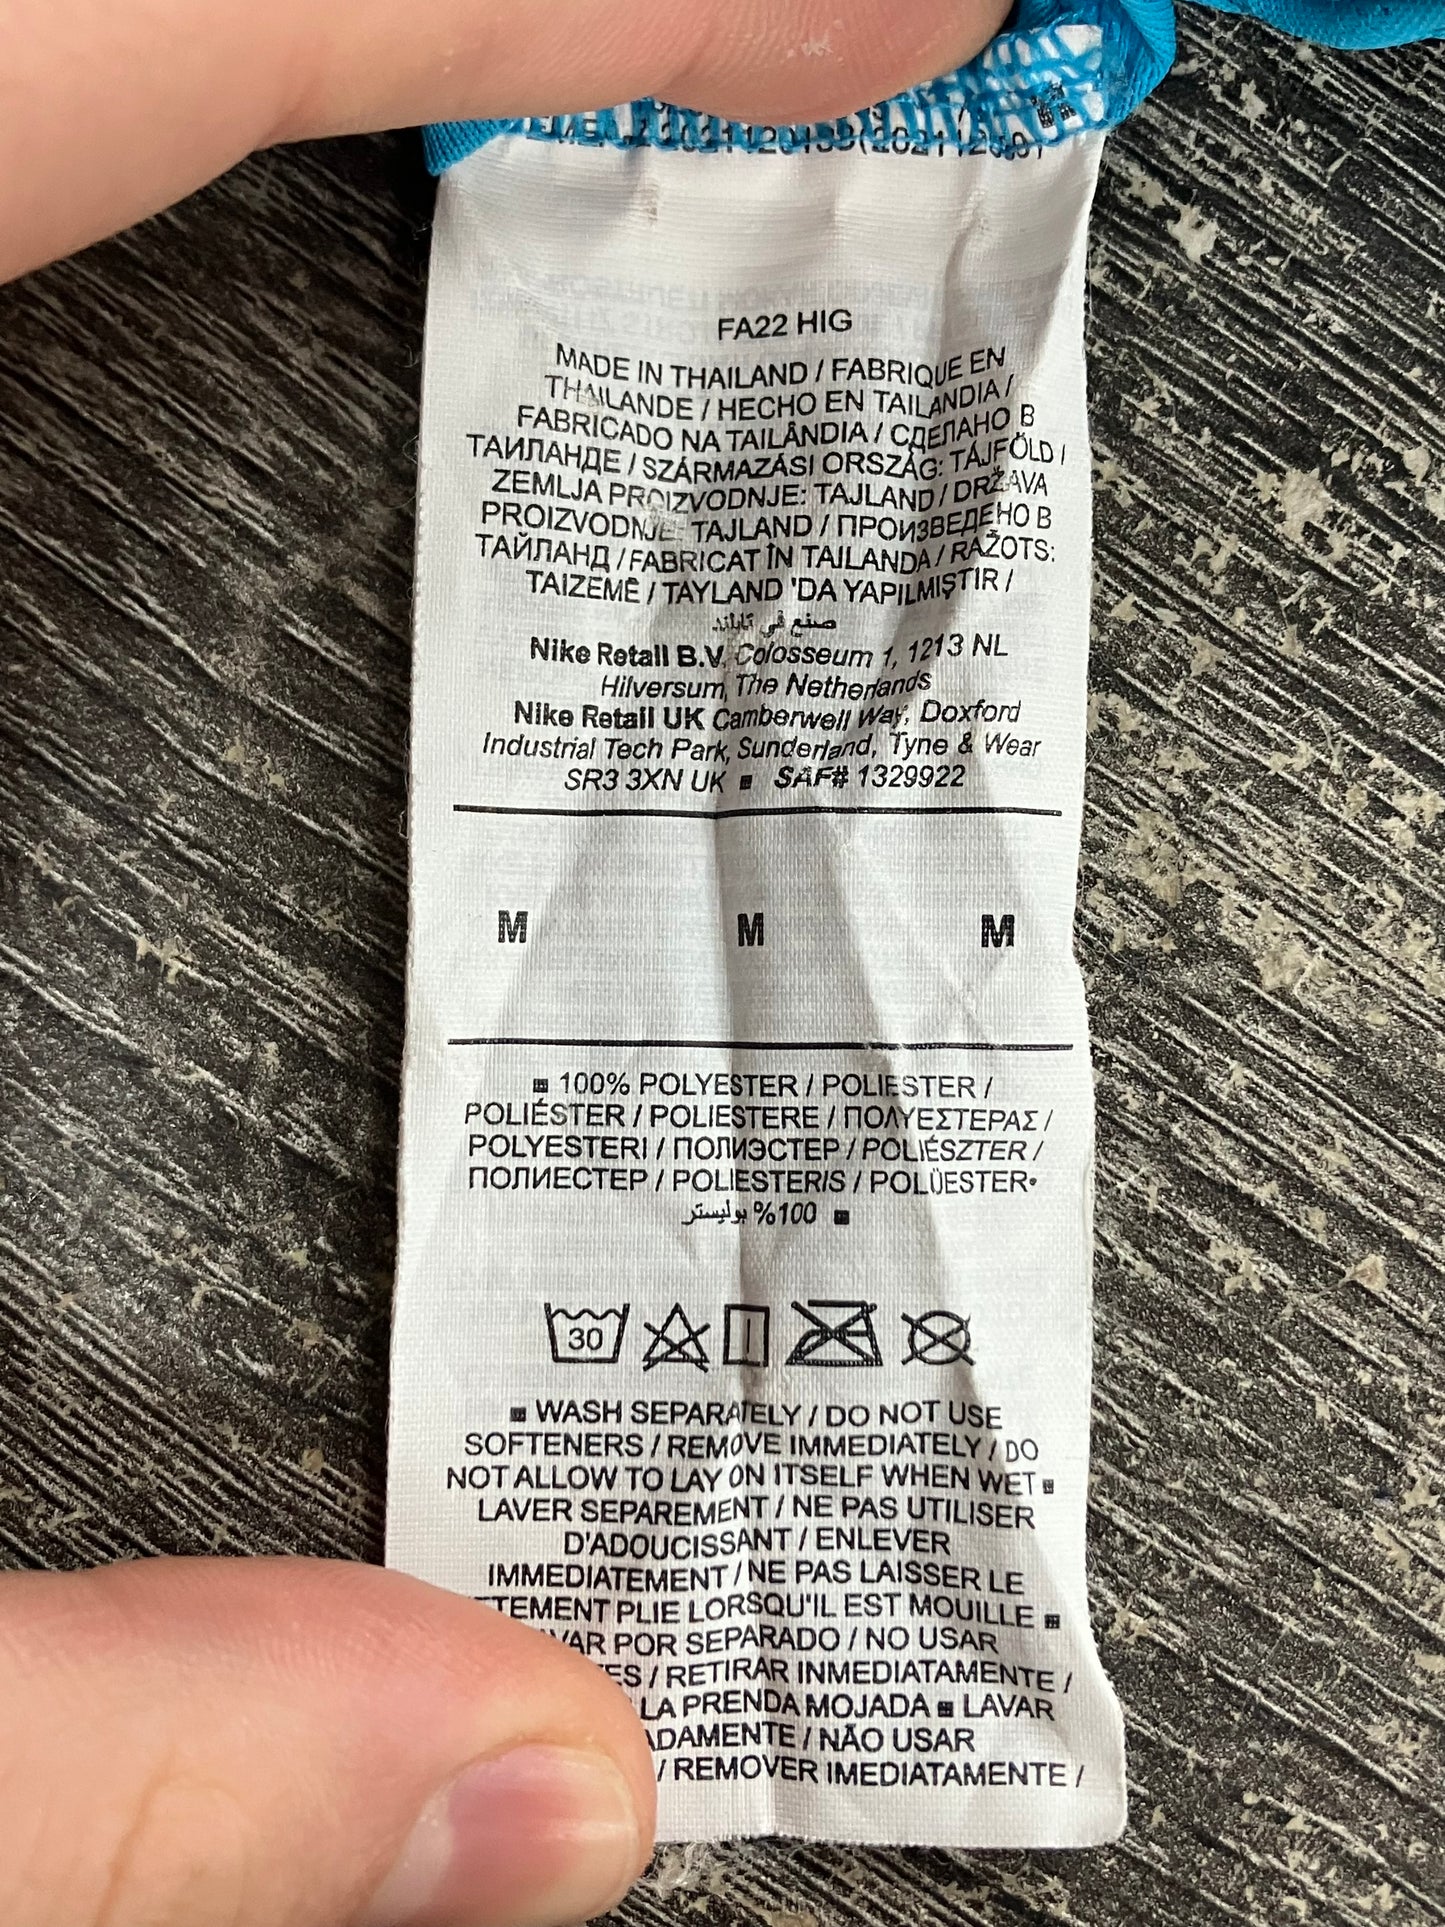 FA22 HIG
MADE IN THAILAND / FABRIQUE EN
THAILANDE / HECHO EN TAILANDIA /
FABRICADO NA TAILÂNDIA / СДЕЛАНО В
ТАИЛАНДЕ / SZÁRMAZÁSI ORSZÁG: TÁJFÖLD /
ZEMLJA PROIZVODNJE: TAJLAND / DRŽAVA
PROIZVODNJE: TAJLAND / ПРОИЗВЕДЕНО В
ТАЙЛАНД / FABRICAT ÎN TAILANDA / RAŽOTS:
TAIZEMĒ / TAYLAND 'DA YAPILMIŞTIR /
صنع في تايلند
Nike Retail B.V. Colosseum 1, 1213 NL
Hilversum, The Netherlands
Nike Retail UK Camberwell Way, Doxford
Industrial Tech Park, Sunderland, Tyne & Wear
SR3 3XN UK ■ SAF# 1329922
M M M
■ 100% POLYESTER / POLIESTER /
POLIÉSTER / POLIESTERE / ΠΟΛΥΕΣΤΕΡΑΣ /
POLYESTERI / ПОЛИЭСТЕР / POLIÉSZTER /
ПОЛИЕСТЕР / POLIESTERIS / POLÜESTER•
■ 100% بوليستر
30
■ WASH SEPARATELY / DO NOT USE
SOFTENERS / REMOVE IMMEDIATELY / DO
NOT ALLOW TO LAY ON ITSELF WHEN WET ■
LAVER SEPAREMENT / NE PAS UTILISER
D'ADOUCISSANT / ENLEVER
IMMEDIATEMENT / NE PAS LAISSER LE
TEMENT PLIE LORSQU'IL EST MOUILLE ■
VAR POR SEPARADO / NO USAR
ES / RETIRAR INMEDIATAMENTE /
LA PRENDA MOJADA ■ LAVAR
ADAMENTE / NÃO USAR
/ REMOVER IMEDIATAMENTE /